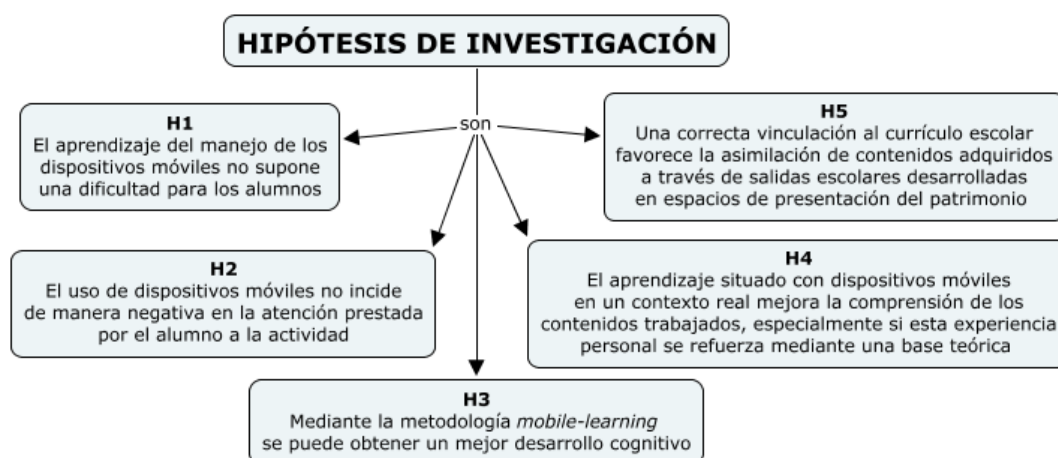 HIPÓTESIS DE INVESTIGACIÓN
son
H1
El aprendizaje del manejo de los
dispositivos móviles no supone
una dificultad para los alumnos
H2
El uso de dispositivos móviles no incide
de manera negativa en la atención prestada
por el alumno a la actividad
H3
Mediante la metodología mobile-learning
se puede obtener un mejor desarrollo cognitivo
H4
El aprendizaje situado con dispositivos móviles
en un contexto real mejora la comprensión de los
contenidos trabajados, especialmente si esta experiencia
personal se refuerza mediante una base teórica
H5
Una correcta vinculación al currículo escolar
favorece la asimilación de contenidos adquiridos
a través de salidas escolares desarrolladas
en espacios de presentación del patrimonio